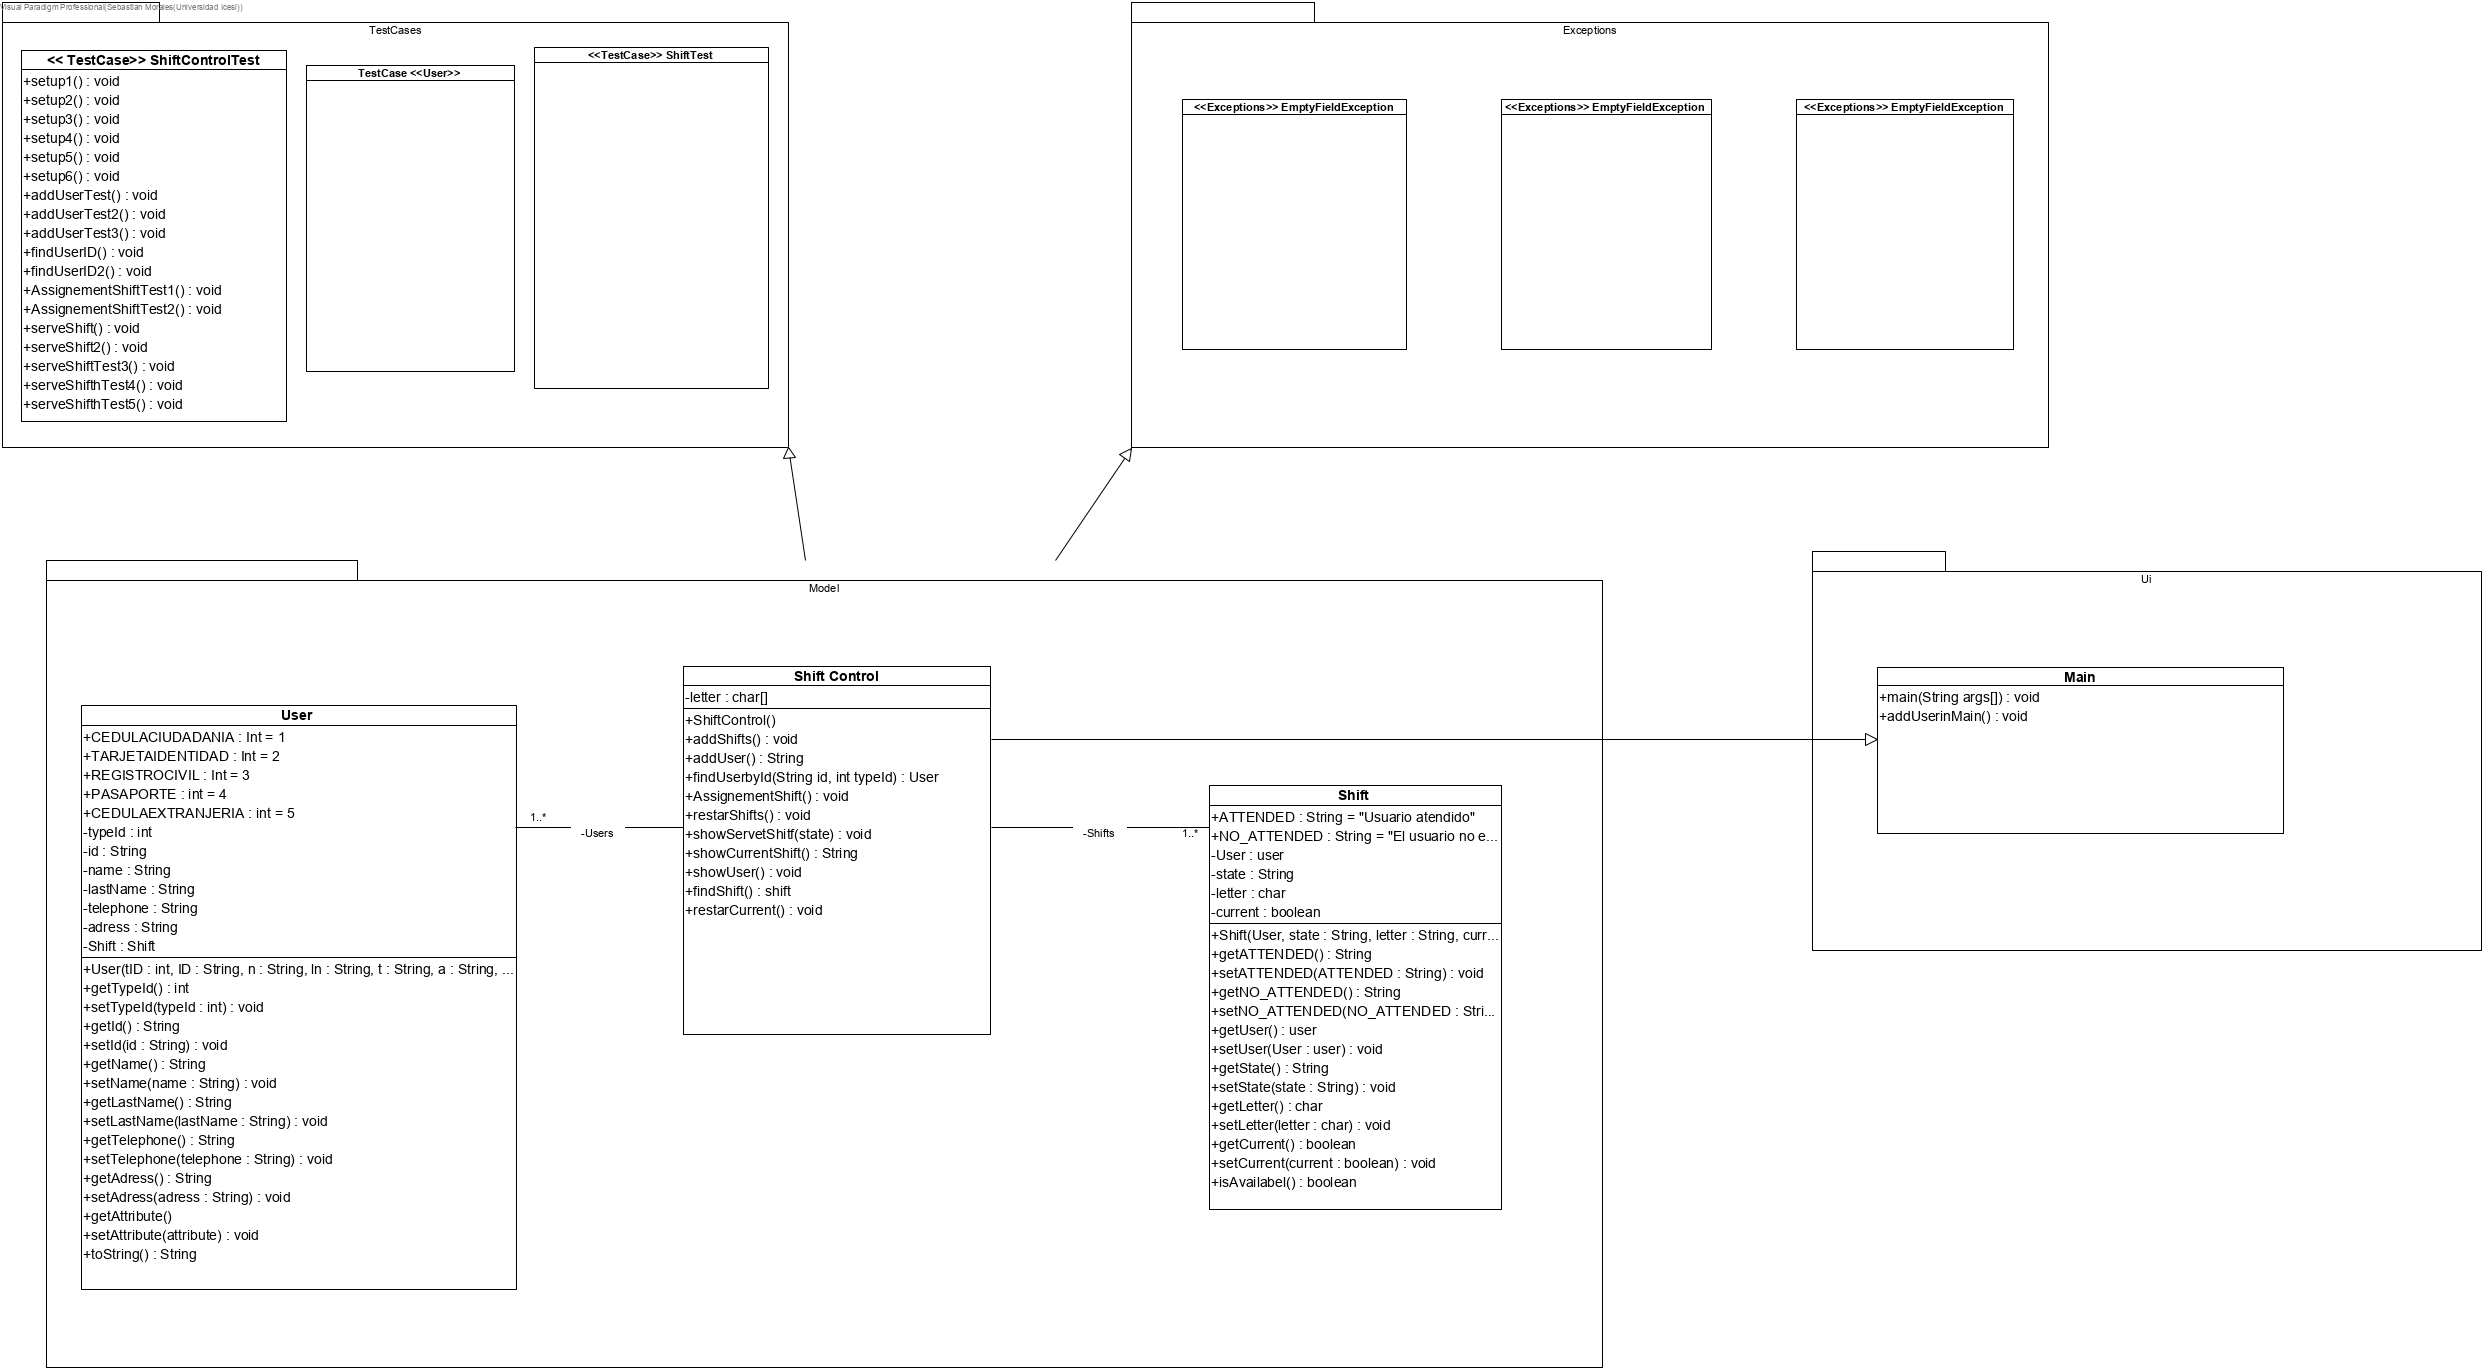 Visual Paradigm Professional(Sebastian Morales(Universidad Icesi))
TestCases
<< TestCase>> ShiftControlTest
+setup1() : void
+setup2() : void
+setup3() : void
+setup4() : void
+setup5() : void
+setup6() : void
+addUserTest() : void
+addUserTest2() : void
+addUserTest3() : void
+findUserID() : void
+findUserID2() : void
+AssignementShiftTest1() : void
+AssignementShiftTest2() : void
+serveShift() : void
+serveShift2() : void
+serveShiftTest3() : void
+serveShifthTest4() : void
+serveShifthTest5() : void
TestCase <<User>>
<<TestCase>> ShiftTest
Exceptions
<<Exceptions>> EmptyFieldException
<<Exceptions>> EmptyFieldException
<<Exceptions>> EmptyFieldException
Model
User
+CEDULACIUDADANIA : Int = 1
+TARJETAIDENTIDAD : Int = 2
+REGISTROCIVIL : Int = 3
+PASAPORTE : int = 4
+CEDULAEXTRANJERIA : int = 5
-typeId : int
-id : String
-name : String
-lastName : String
-telephone : String
-adress : String
-Shift : Shift
+User(tID : int, ID : String, n : String, ln : String, t : String, a : String, ...
+getTypeId() : int
+setTypeId(typeId : int) : void
+getId() : String
+setId(id : String) : void
+getName() : String
+setName(name : String) : void
+getLastName() : String
+setLastName(lastName : String) : void
+getTelephone() : String
+setTelephone(telephone : String) : void
+getAdress() : String
+setAdress(adress : String) : void
+getAttribute()
+setAttribute(attribute) : void
+toString() : String
1..*
-Users
Shift Control
-letter : char[]
+ShiftControl()
+addShifts() : void
+addUser() : String
+findUserbyId(String id, int typeId) : User
+AssignementShift() : void
+restarShifts() : void
+showServetShitf(state) : void
+showCurrentShift() : String
+showUser() : void
+findShift() : shift
+restarCurrent() : void
-Shifts
1..*
Shift
+ATTENDED : String = "Usuario atendido"
+NO_ATTENDED : String = "El usuario no e...
-User : user
-state : String
-letter : char
-current : boolean
+Shift(User, state : String, letter : String, curr...
+getATTENDED() : String
+setATTENDED(ATTENDED : String) : void
+getNO_ATTENDED() : String
+setNO_ATTENDED(NO_ATTENDED : Stri...
+getUser() : user
+setUser(User : user) : void
+getState() : String
+setState(state : String) : void
+getLetter() : char
+setLetter(letter : char) : void
+getCurrent() : boolean
+setCurrent(current : boolean) : void
+isAvailabel() : boolean
Ui
Main
+main(String args[]) : void
+addUserinMain() : void